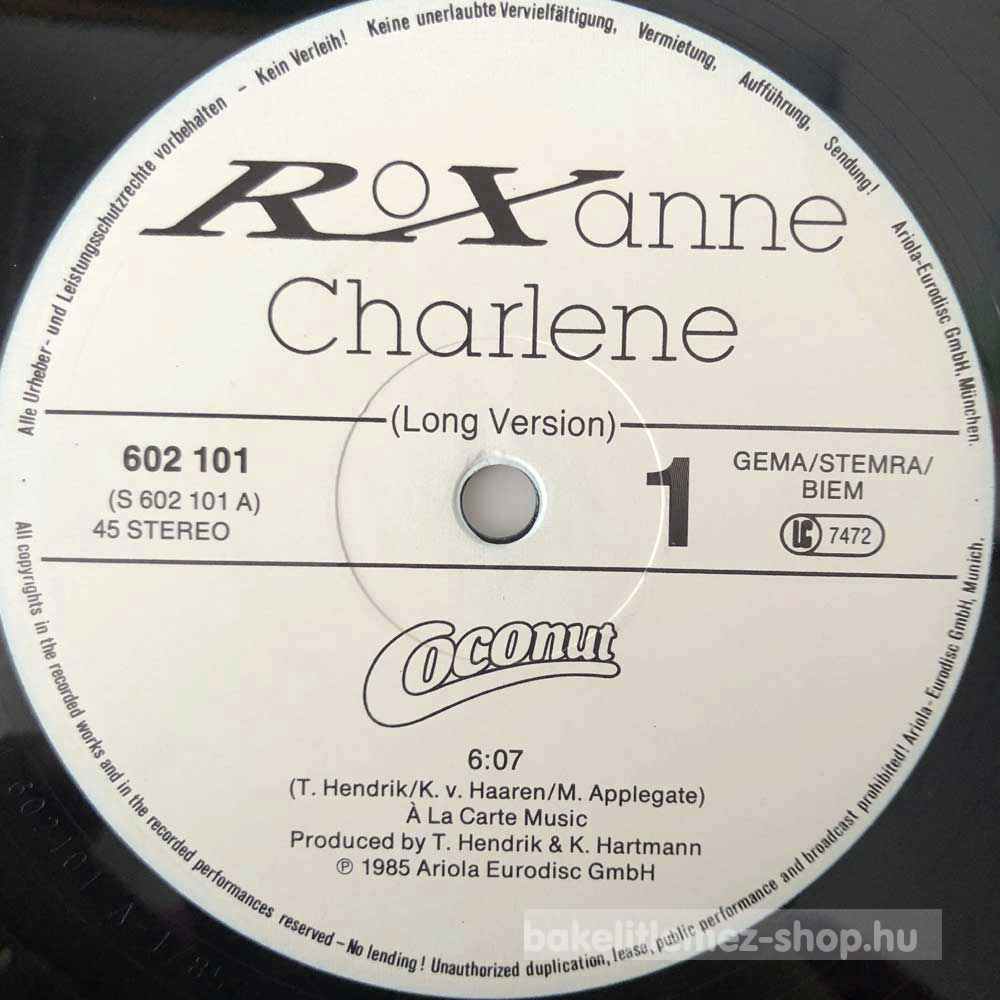 Alle Urheber- und Leistungsschutzrechte vorbehalten – Kein Verleih! Keine unerlaubte Vervielfältigung, Vermietung, Aufführung, Sendung! Ariola-Eurodisc GmbH, München.
Roxanne
Charlene
(Long Version)
602 101
(S 602 101 A)
45 STEREO
1
GEMA/STEMRA/
BIEM
LC 7472
Coconut
6:07
(T. Hendrik/K. v. Haaren/M. Applegate)
À La Carte Music
Produced by T. Hendrik & K. Hartmann
℗ 1985 Ariola Eurodisc GmbH
All copyrights in the recorded works and in the recorded performances reserved – No lending! Unauthorized duplication, lease, public performance and broadcast prohibited! Ariola-Eurodisc GmbH, Munich.
bakelitlemez-shop.hu